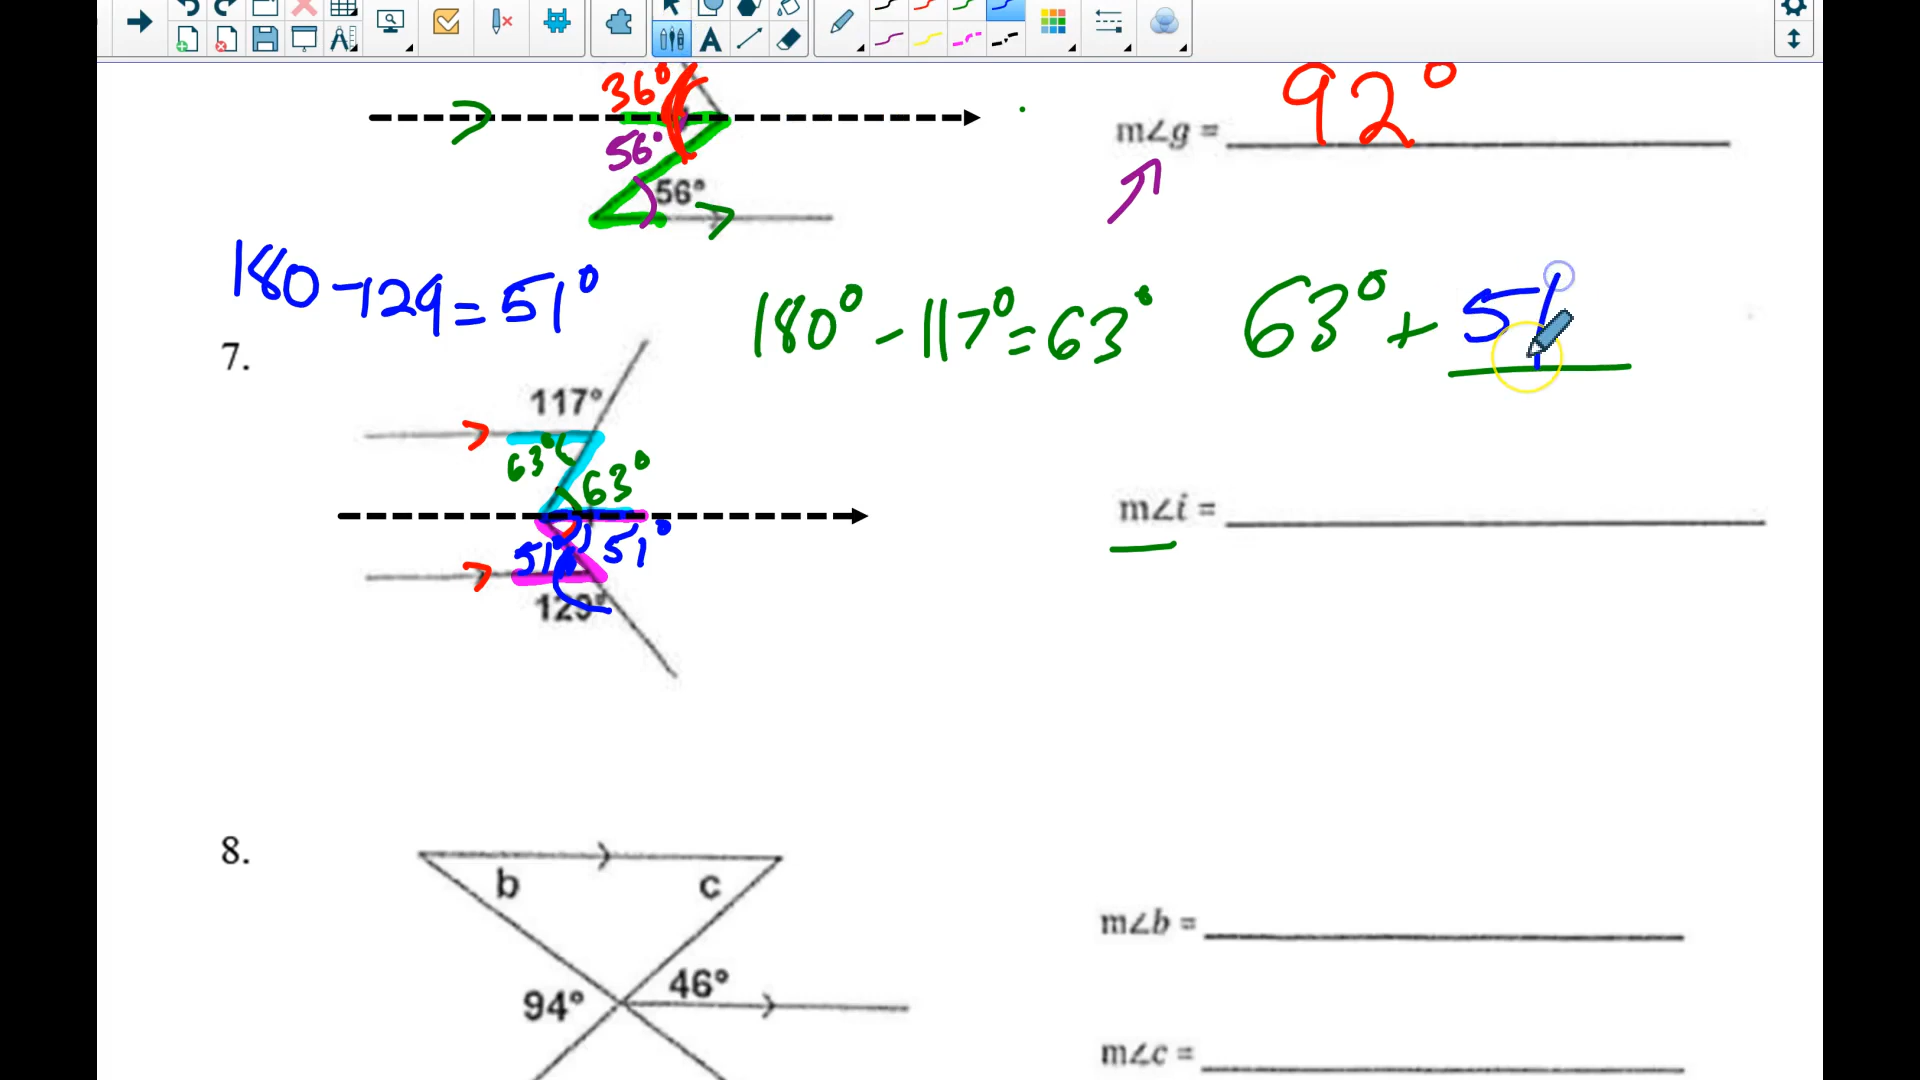 36°
92°
56°
m∠g =
56°
180 - 129 = 51°
180° - 117° = 63°
63° + 51
7.
117°
63°
63°
m∠i =
51°
51°
129°
8.
b
c
m∠b =
46°
94°
m∠c =